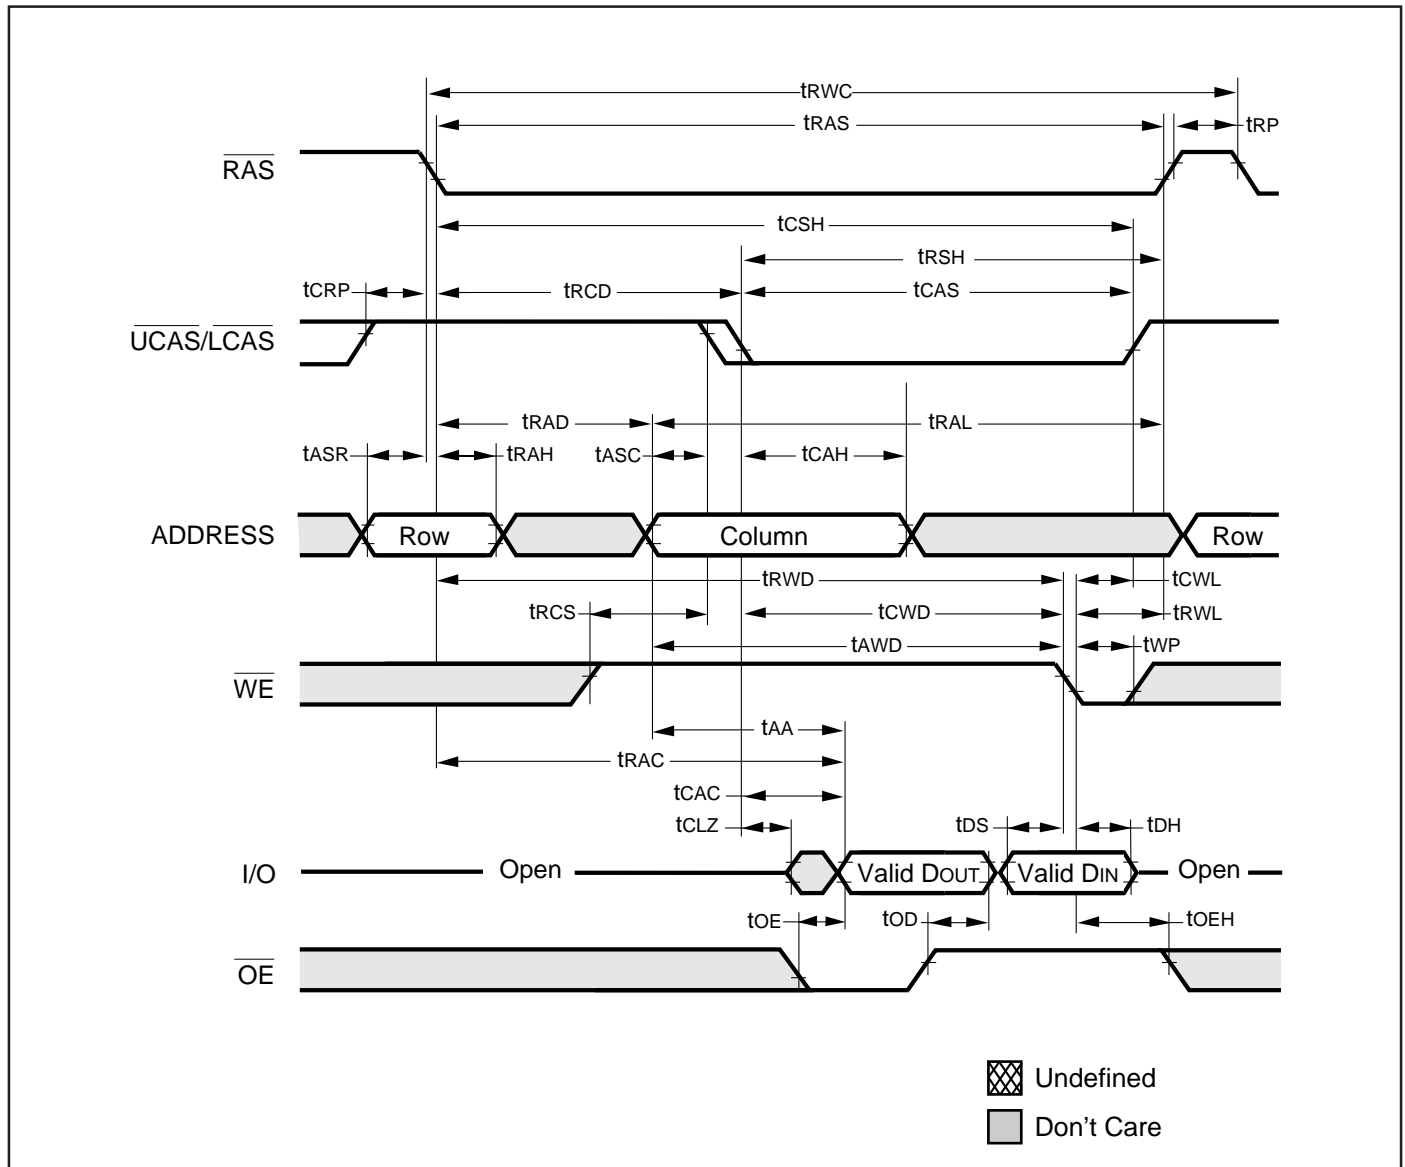 tRWC
tRAS
tRP
RAS
tCSH
tRSH
tCRP
tRCD
tCAS
UCAS/LCAS
tRAD
tRAL
tASR
tRAH
tASC
tCAH
ADDRESS
Row
Column
Row
tRWD
tCWL
tRCS
tCWD
tRWL
tAWD
tWP
WE
tAA
tRAC
tCAC
tCLZ
tDS
tDH
I/O
Open
Valid DOUT
Valid DIN
Open
tOE
tOD
tOEH
OE
Undefined
Don't Care